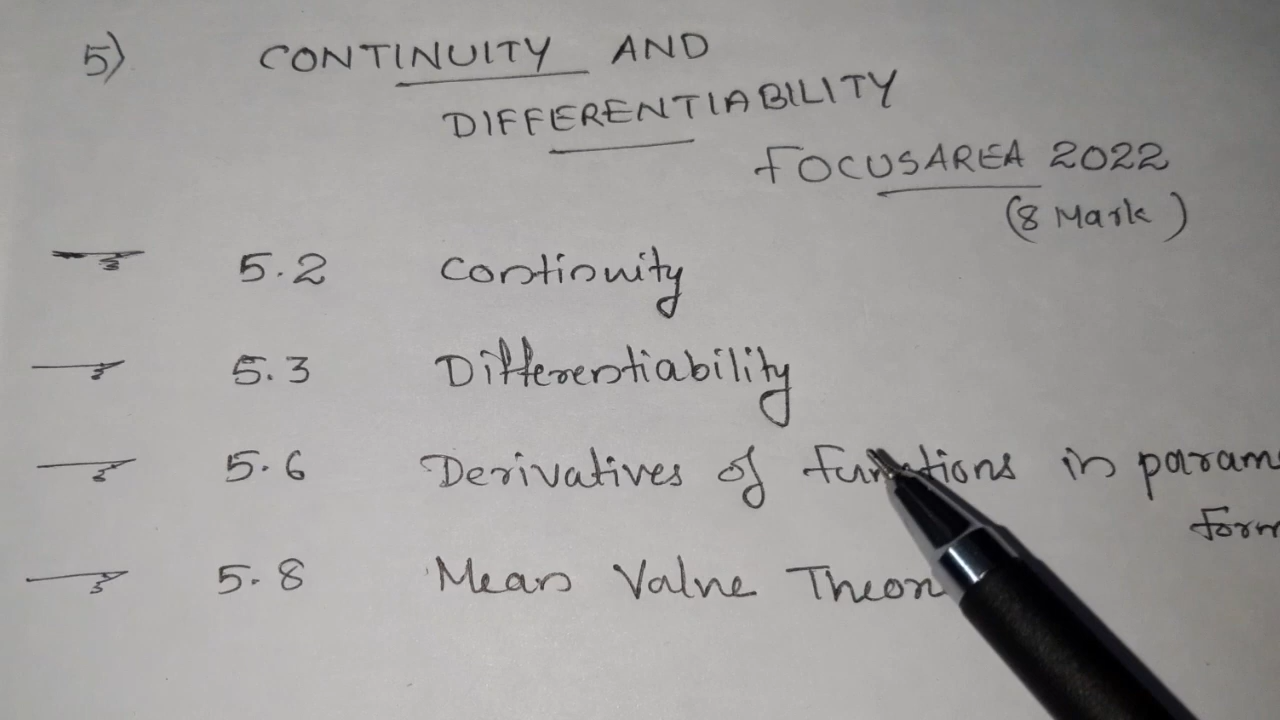 5) CONTINUITY AND
DIFFERENTIABILITY
FOCUSAREA 2022
(8 Mark)
5.2 Continuity
5.3 Differentiability
5.6 Derivatives of functions in param
form
5.8 Mean Value Theor